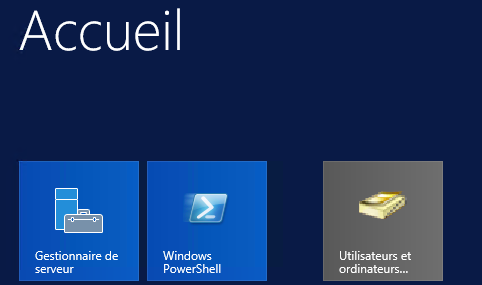 Accueil
Gestionnaire de
serveur
Windows
PowerShell
Utilisateurs et
ordinateurs...